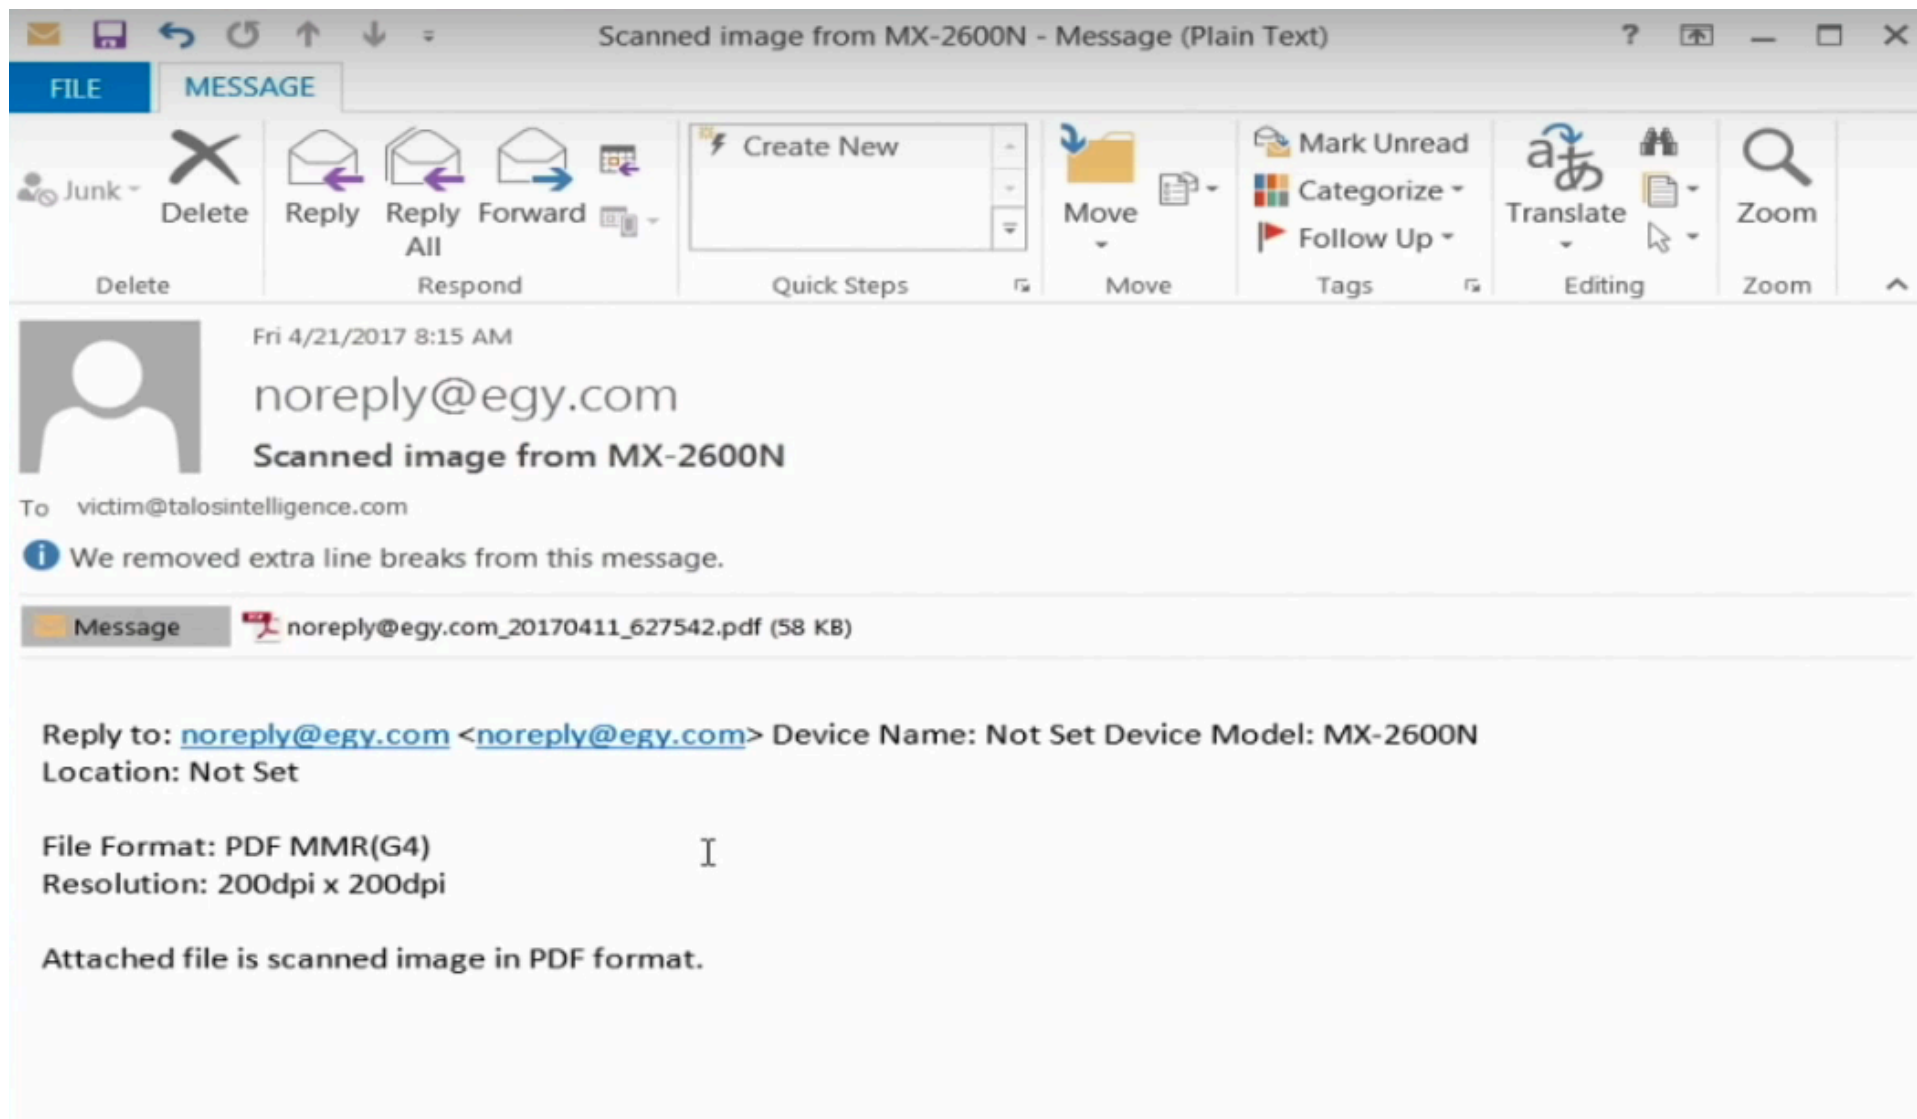 Scanned image from MX-2600N - Message (Plain Text)
?
FILE
MESSAGE
Junk
Delete
Reply
Reply All
Forward
Create New
Move
Mark Unread
Categorize
Follow Up
Translate
Zoom
Delete
Respond
Quick Steps
Move
Tags
Editing
Zoom
Fri 4/21/2017 8:15 AM
noreply@egy.com
Scanned image from MX-2600N
To victim@talosintelligence.com
We removed extra line breaks from this message.
Message noreply@egy.com_20170411_627542.pdf (58 KB)
Reply to: noreply@egy.com <noreply@egy.com> Device Name: Not Set Device Model: MX-2600N
Location: Not Set
File Format: PDF MMR(G4)
Resolution: 200dpi x 200dpi
Attached file is scanned image in PDF format.